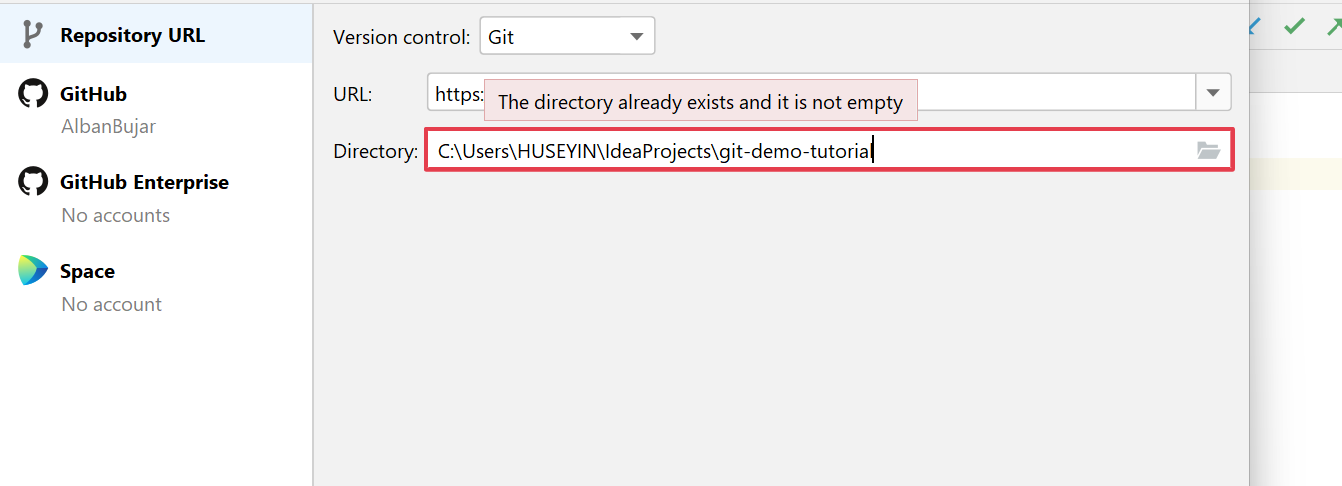 Repository URL
GitHub
AlbanBujar
GitHub Enterprise
No accounts
Space
No account
Version control: Git
URL: https:
The directory already exists and it is not empty
Directory: C:\Users\HUSEYIN\IdeaProjects\git-demo-tutorial